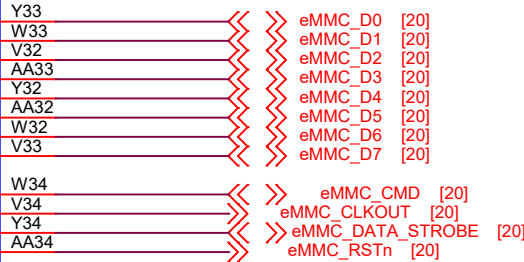 Y33 eMMC_D0 [20]
W33 eMMC_D1 [20]
V32 eMMC_D2 [20]
AA33 eMMC_D3 [20]
Y32 eMMC_D4 [20]
AA32 eMMC_D5 [20]
W32 eMMC_D6 [20]
V33 eMMC_D7 [20]
W34 eMMC_CMD [20]
V34 eMMC_CLKOUT [20]
Y34 eMMC_DATA_STROBE [20]
AA34 eMMC_RSTn [20]